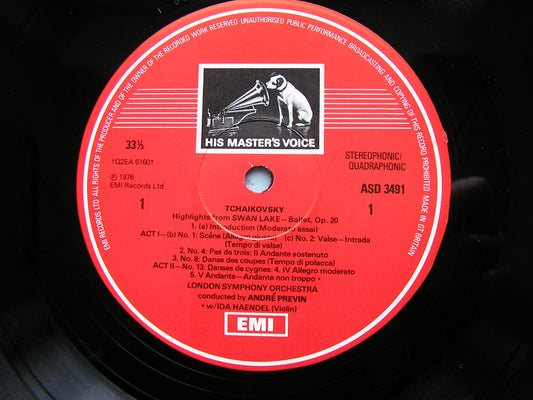 EMI RECORDS LTD ALL RIGHTS OF THE PRODUCER AND OF THE OWNER OF THE RECORDED WORK RESERVED UNAUTHORISED PUBLIC PERFORMANCE BROADCASTING AND COPYING OF THIS RECORD PROHIBITED MADE IN GT BRITAIN
HIS MASTER'S VOICE
33⅓
1Q2EA 61601
STEREOPHONIC/
QUADRAPHONIC
℗ 1976
EMI Records Ltd
ASD 3491
1
1
TCHAIKOVSKY
Highlights from SWAN LAKE—Ballet, Op. 20
1. (a) Introduction (Moderato assai)
ACT I—(b) No. 1: Scène (Allegro giusto) (c) No. 2: Valse—Intrada
(Tempo di valse)
2. No. 4: Pas de trois: II Andante sostenuto
3. No. 8: Danse des coupes (Tempo di polacca)
ACT II—No. 13: Danses de cygnes: 4. IV Allegro moderato
5. V Andante—Andante non troppo *
LONDON SYMPHONY ORCHESTRA
conducted by ANDRÉ PREVIN
* w/IDA HAENDEL (Violin)
EMI